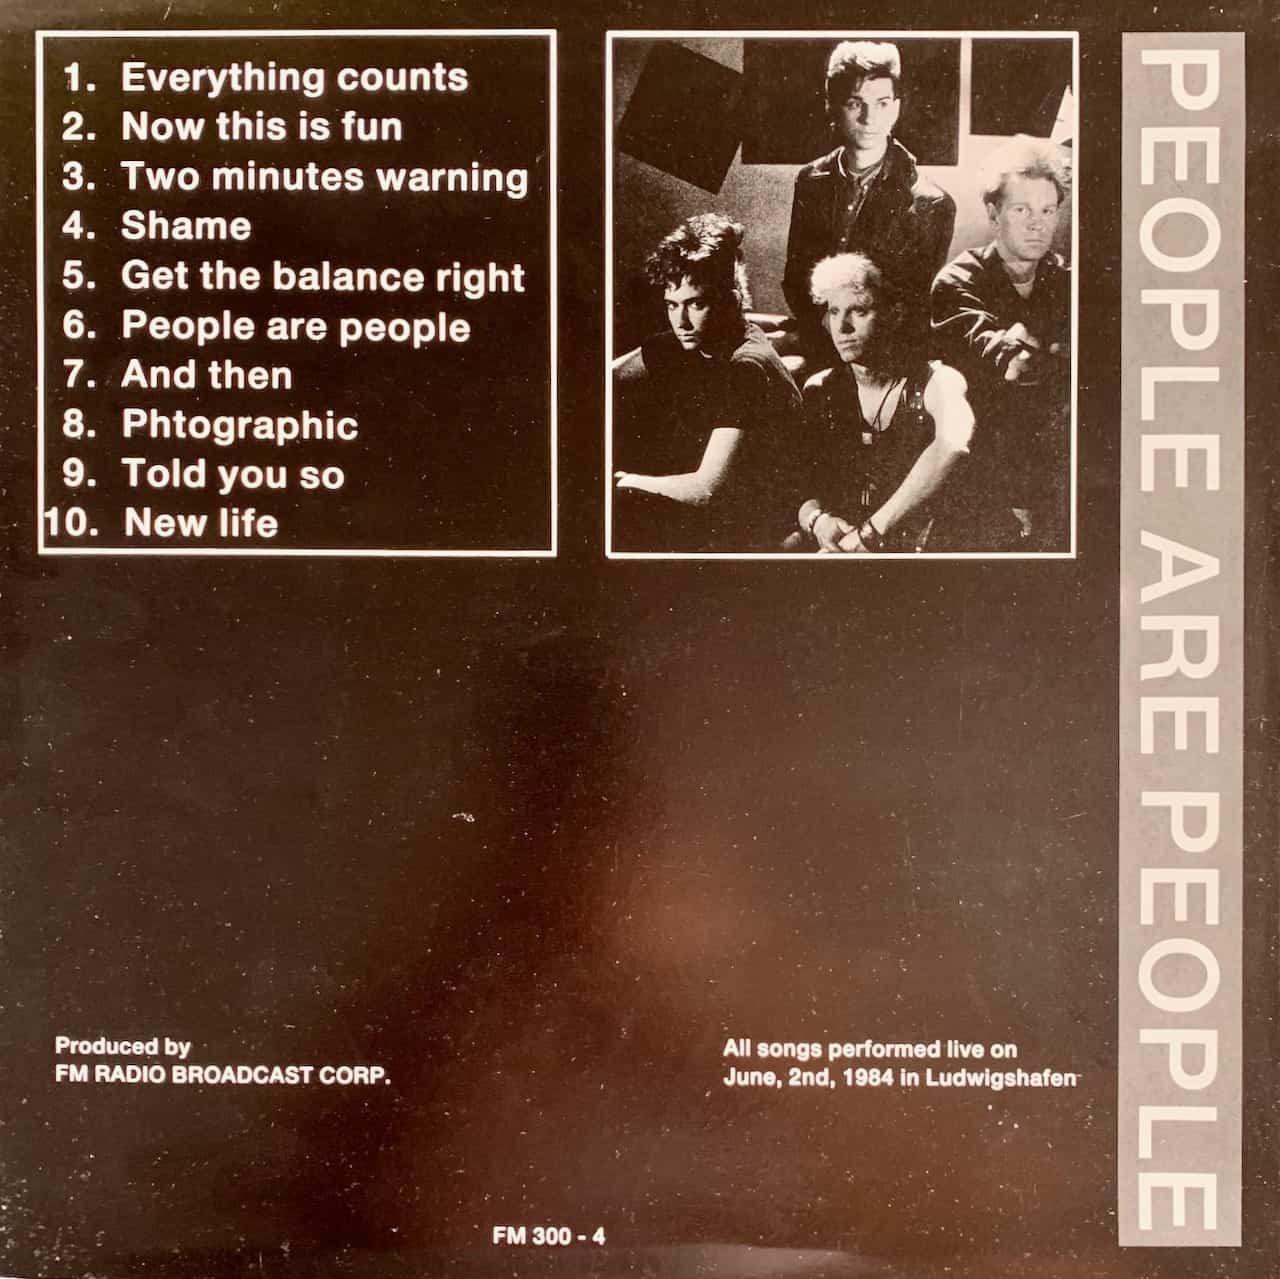 1. Everything counts
2. Now this is fun
3. Two minutes warning
4. Shame
5. Get the balance right
6. People are people
7. And then
8. Phtographic
9. Told you so
10. New life
PEOPLE ARE PEOPLE
Produced by
FM RADIO BROADCAST CORP.
All songs performed live on
June, 2nd, 1984 in Ludwigshafen
FM 300 - 4